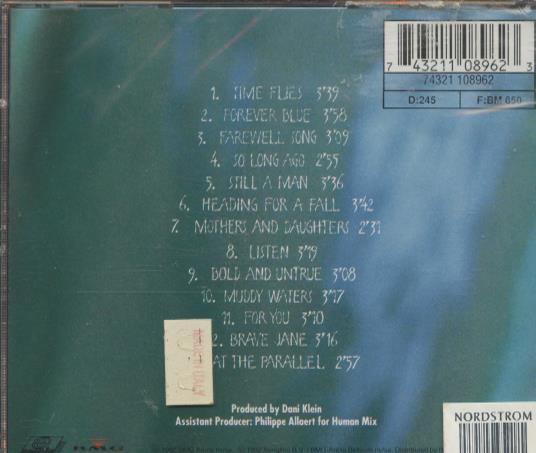 7 43211 08962 3
74321 108962
D:245 F:BM 650
1. TIME FLIES 3'39
2. FOREVER BLUE 3'58
3. FAREWELL SONG 3'09
4. SO LONG AGO 2'55
5. STILL A MAN 3'36
6. HEADING FOR A FALL 3'42
7. MOTHERS AND DAUGHTERS 2'31
8. LISTEN 3'19
9. BOLD AND UNTRUE 3'08
10. MUDDY WATERS 3'17
11. FOR YOU 3'10
2. BRAVE JANE 3'16
AT THE PARALLEL 2'57
Produced by Dani Klein
Assistant Producer: Philippe Allaert for Human Mix
NORDSTROM
BMG